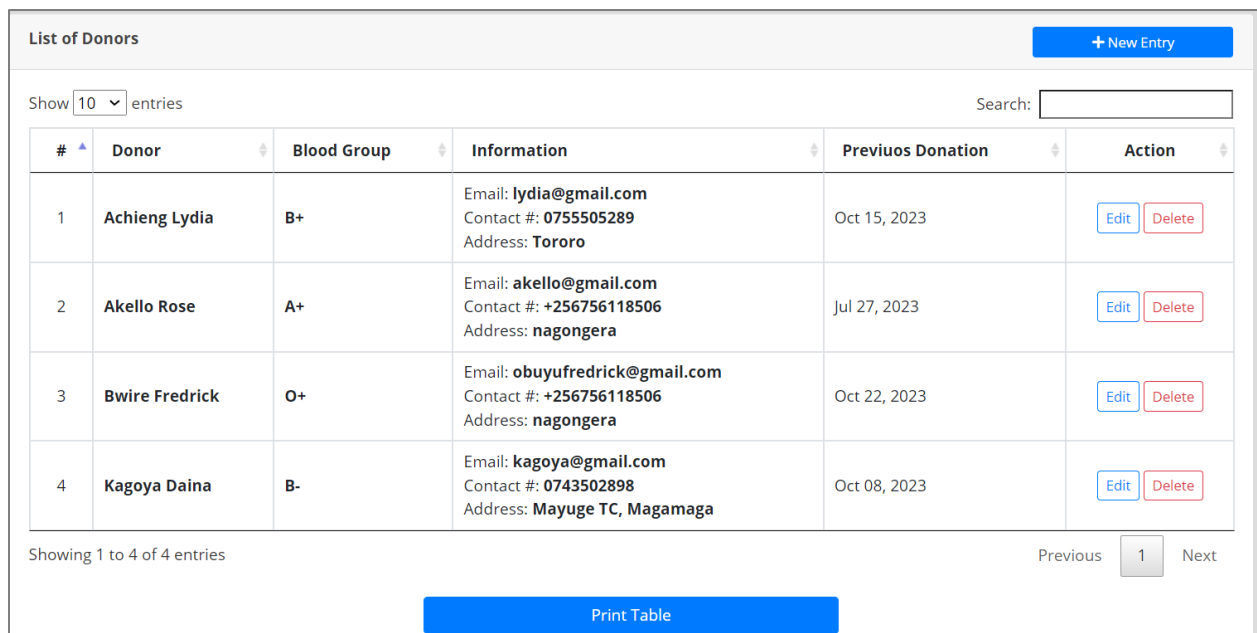 List of Donors
+ New Entry
Show 10 entries
Search:
# Donor Blood Group Information Previuos Donation Action
Email: lydia@gmail.com
1 Achieng Lydia B+ Contact #: 0755505289 Oct 15, 2023 Edit Delete
Address: Tororo
Email: akello@gmail.com
2 Akello Rose A+ Contact #: +256756118506 Jul 27, 2023 Edit Delete
Address: nagongera
Email: obuyufredrick@gmail.com
3 Bwire Fredrick O+ Contact #: +256756118506 Oct 22, 2023 Edit Delete
Address: nagongera
Email: kagoya@gmail.com
4 Kagoya Daina B- Contact #: 0743502898 Oct 08, 2023 Edit Delete
Address: Mayuge TC, Magamaga
Showing 1 to 4 of 4 entries
Previous 1 Next
Print Table